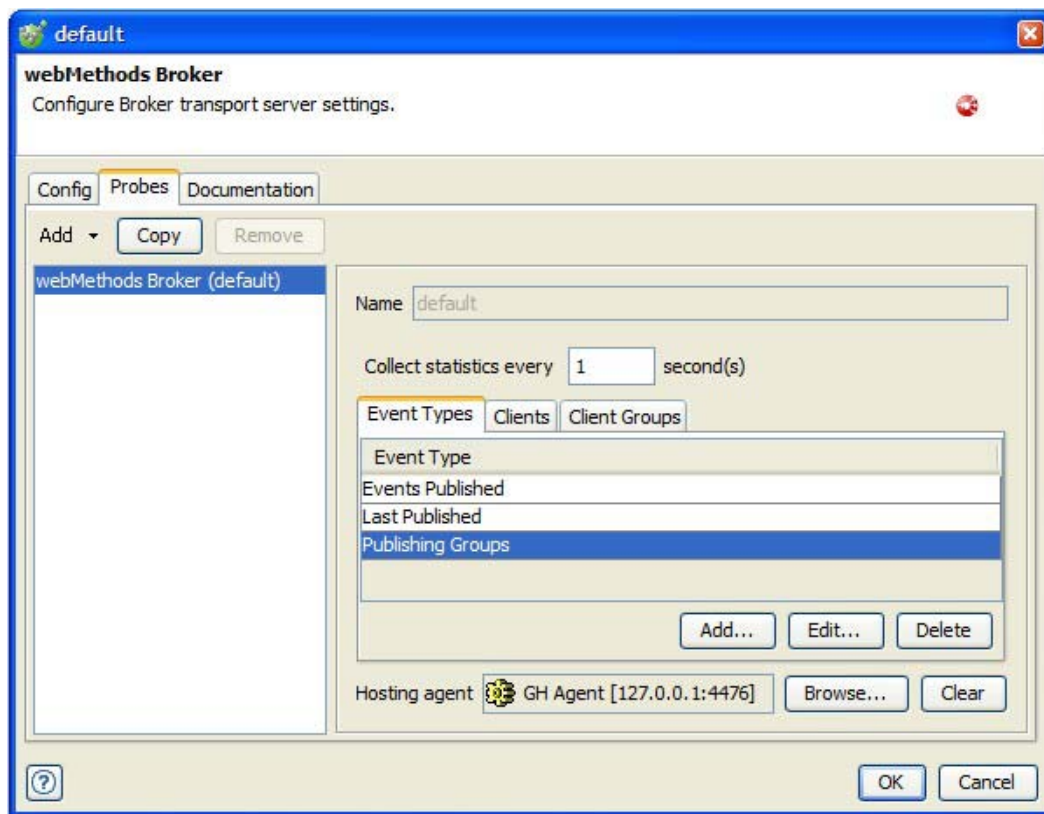 default
webMethods Broker
Configure Broker transport server settings.
Config Probes Documentation
Add Copy Remove
webMethods Broker (default)
Name default
Collect statistics every 1 second(s)
Event Types Clients Client Groups
Event Type
Events Published
Last Published
Publishing Groups
Add... Edit... Delete
Hosting agent GH Agent [127.0.0.1:4476] Browse... Clear
? OK Cancel